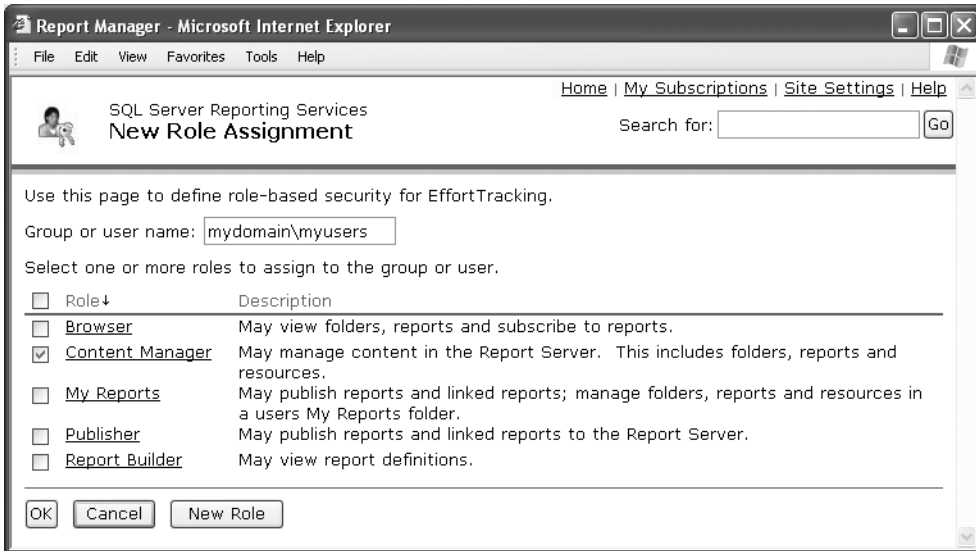 Report Manager - Microsoft Internet Explorer
File Edit View Favorites Tools Help
Home | My Subscriptions | Site Settings | Help
SQL Server Reporting Services
New Role Assignment
Search for: Go
Use this page to define role-based security for EffortTracking.
Group or user name: mydomain\myusers
Select one or more roles to assign to the group or user.
Role↓ Description
Browser May view folders, reports and subscribe to reports.
Content Manager May manage content in the Report Server. This includes folders, reports and
resources.
My Reports May publish reports and linked reports; manage folders, reports and resources in
a users My Reports folder.
Publisher May publish reports and linked reports to the Report Server.
Report Builder May view report definitions.
OK Cancel New Role